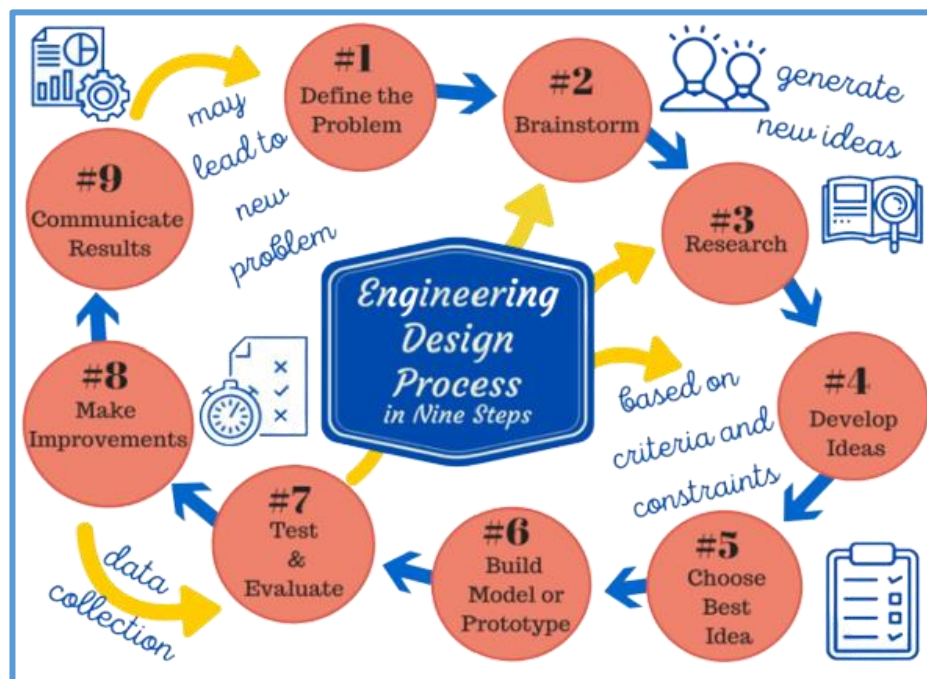 #1
Define the
Problem
#2
Brainstorm
generate
new ideas
#3
Research
#4
Develop
Ideas
based on
criteria and
constraints
#5
Choose
Best
Idea
#6
Build
Model or
Prototype
#7
Test
&
Evaluate
data
collection
#8
Make
Improvements
#9
Communicate
Results
may
lead to
new
problem
Engineering
Design
Process
in Nine Steps